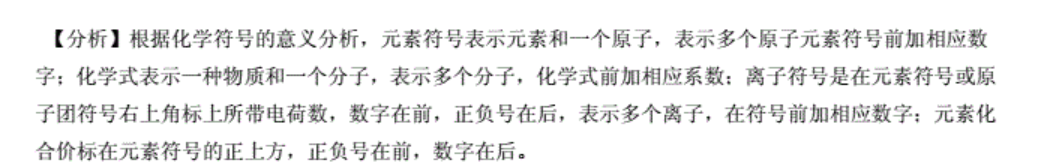 【分析】根据化学符号的意义分析，元素符号表示元素和一个原子，表示多个原子元素符号前加相应数
字；化学式表示一种物质和一个分子，表示多个分子，化学式前加相应系数；离子符号是在元素符号或原
子团符号右上角标上所带电荷数，数字在前，正负号在后，表示多个离子，在符号前加相应数字；元素化
合价标在元素符号的正上方，正负号在前，数字在后。